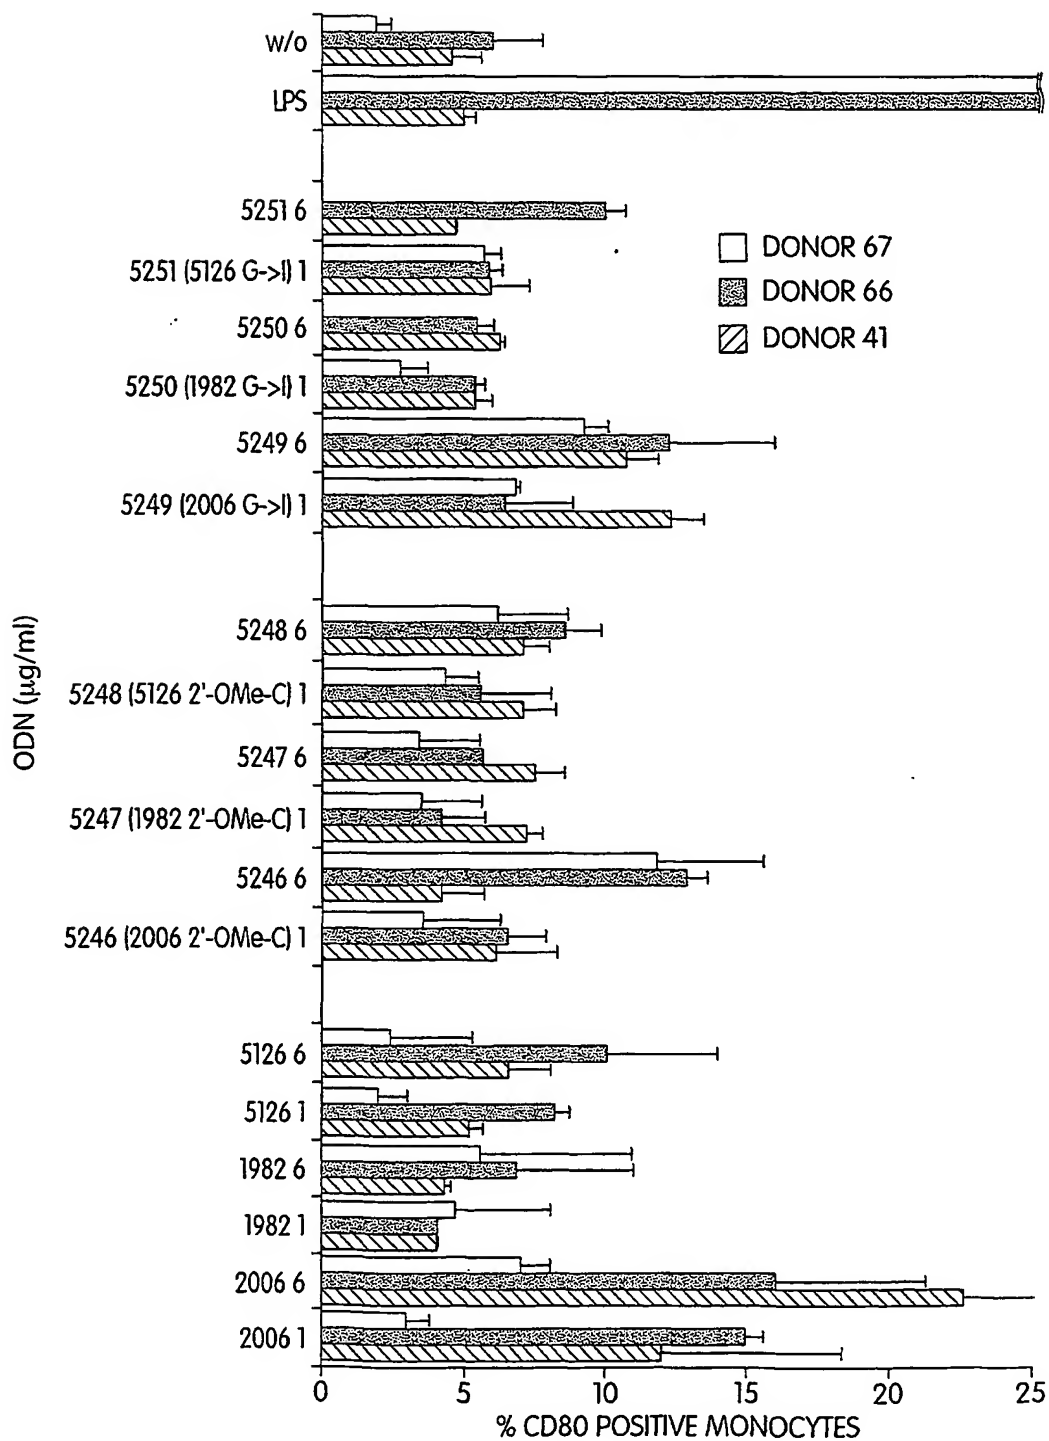 w/o
LPS
5251 6
5251 (5126 G->I) 1
5250 6
5250 (1982 G->I) 1
5249 6
5249 (2006 G->I) 1
5248 6
5248 (5126 2'-OMe-C) 1
5247 6
5247 (1982 2'-OMe-C) 1
5246 6
5246 (2006 2'-OMe-C) 1
5126 6
5126 1
1982 6
1982 1
2006 6
2006 1
ODN (µg/ml)
DONOR 67
DONOR 66
DONOR 41
0 5 10 15 20 25
% CD80 POSITIVE MONOCYTES